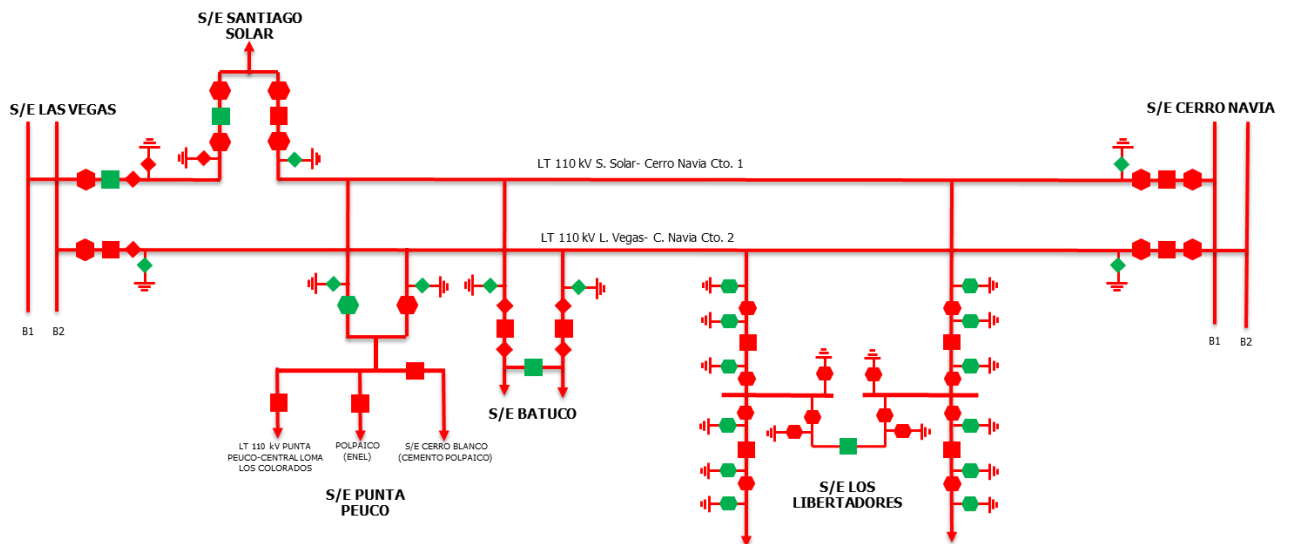 S/E SANTIAGO
SOLAR
S/E LAS VEGAS
S/E CERRO NAVIA
LT 110 kV S. Solar- Cerro Navia Cto. 1
LT 110 kV L. Vegas- C. Navia Cto. 2
B1
B2
B1
B2
S/E BATUCO
LT 110 kV PUNTA
PEUCO-CENTRAL LOMA
LOS COLORADOS
POLPAICO
(ENEL)
S/E CERRO BLANCO
(CEMENTO POLPAICO)
S/E PUNTA
PEUCO
S/E LOS
LIBERTADORES